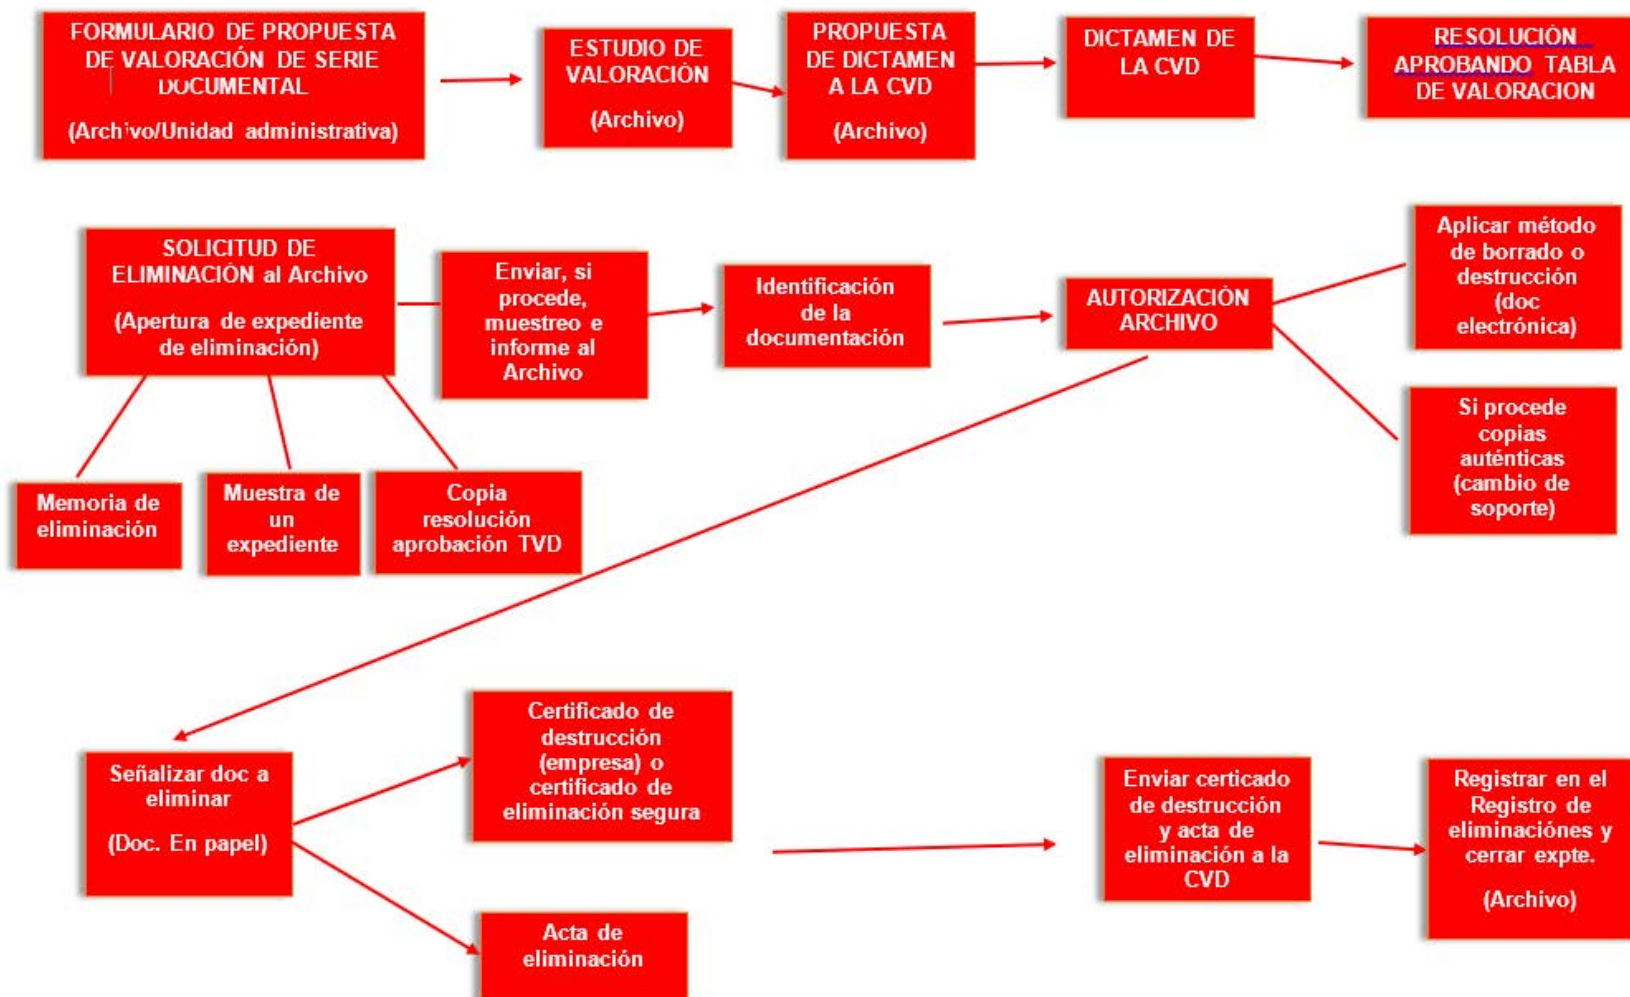 FORMULARIO DE PROPUESTA
DE VALORACIÓN DE SERIE
DOCUMENTAL
(Archivo/Unidad administrativa)
ESTUDIO DE
VALORACIÓN
(Archivo)
PROPUESTA
DE DICTAMEN
A LA CVD
(Archivo)
DICTAMEN DE
LA CVD
RESOLUCIÓN
APROBANDO TABLA
DE VALORACION
SOLICITUD DE
ELIMINACIÓN al Archivo
(Apertura de expediente
de eliminación)
Enviar, si
procede,
muestreo e
informe al
Archivo
Identificación
de la
documentación
AUTORIZACIÓN
ARCHIVO
Aplicar método
de borrado o
destrucción
(doc
electrónica)
Si procede
copias
auténticas
(cambio de
soporte)
Memoria de
eliminación
Muestra de
un
expediente
Copia
resolución
aprobación TVD
Señalizar doc a
eliminar
(Doc. En papel)
Certificado de
destrucción
(empresa) o
certificado de
eliminación segura
Acta de
eliminación
Enviar certicado
de destrucción
y acta de
eliminación a la
CVD
Registrar en el
Registro de
eliminaciónes y
cerrar expte.
(Archivo)